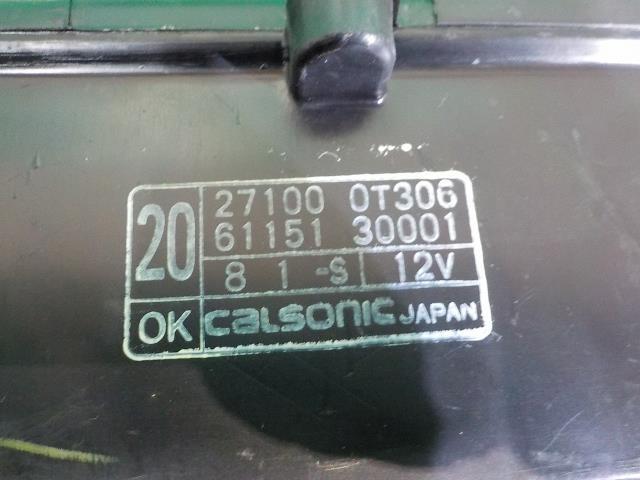 20
27100 0T306
61151 30001
8 1 -S 12V
OK CALSONIC JAPAN